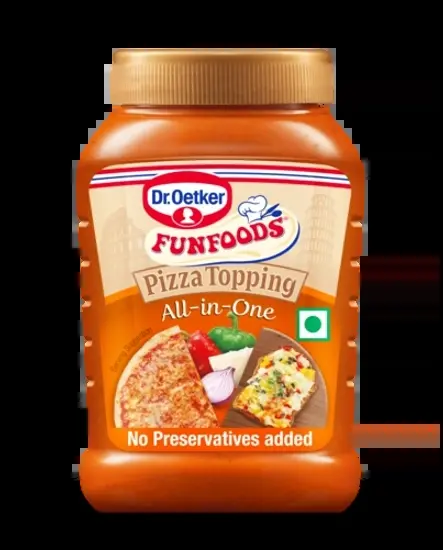 Dr.Oetker
FUNFOODS
Pizza Topping
All-in-One
No Preservatives added